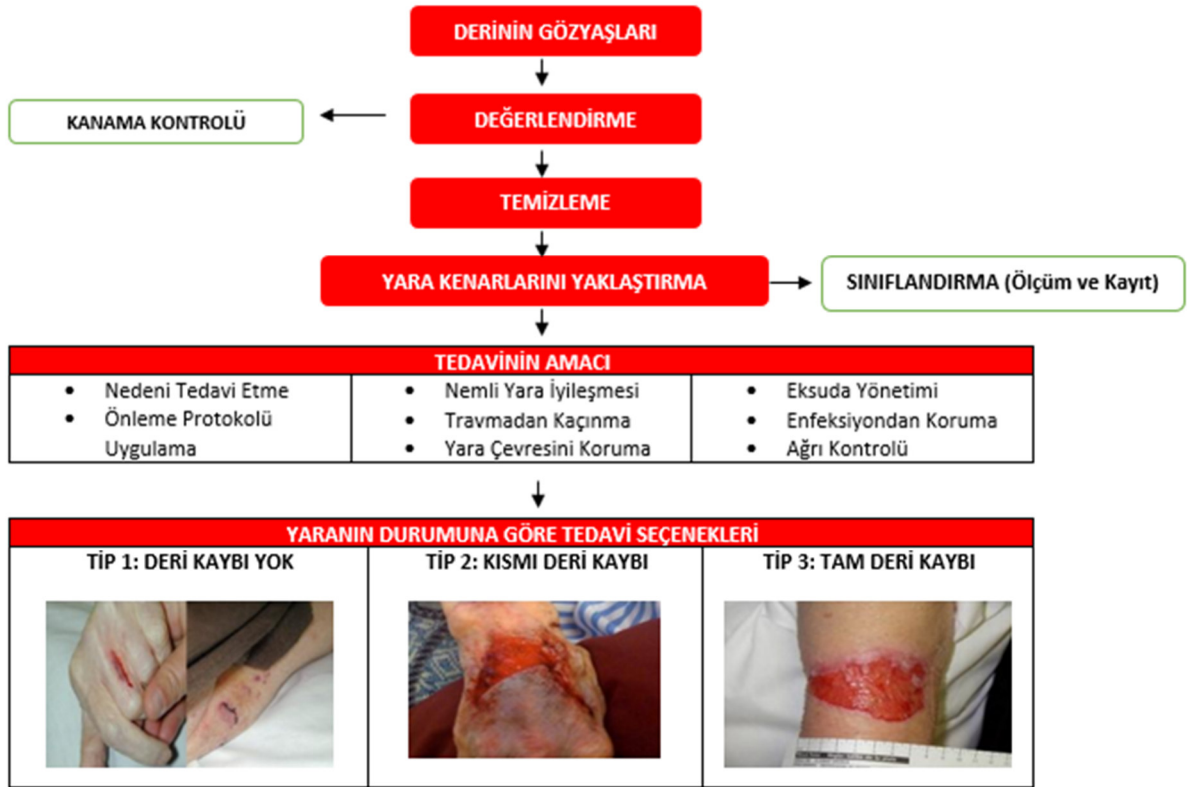 DERİNİN GÖZYAŞLARI
DEĞERLENDİRME
KANAMA KONTROLÜ
TEMİZLEME
YARA KENARLARINI YAKLAŞTIRMA
SINIFLANDIRMA (Ölçüm ve Kayıt)
TEDAVİNİN AMACI
• Nedeni Tedavi Etme
• Önleme Protokolü
Uygulama
• Nemli Yara İyileşmesi
• Travmadan Kaçınma
• Yara Çevresini Koruma
• Eksuda Yönetimi
• Enfeksiyondan Koruma
• Ağrı Kontrolü
YARANIN DURUMUNA GÖRE TEDAVİ SEÇENEKLERİ
TİP 1: DERİ KAYBI YOK
TİP 2: KISMI DERİ KAYBI
TİP 3: TAM DERİ KAYBI